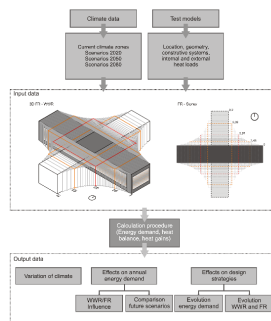 Climate data
Test models
Current climate zones
Scenarios 2020
Scenarios 2050
Scenarios 2080
Location, geometry,
constructive systems,
internal and external
heat loads
Input data
Calculation procedure
(Energy demand, heat
balance, heat gains)
Output data
Variation of climate
Effects on annual
energy demand
Effects on design
strategies
WWR/FR
Influence
Comparison
future scenarios
Evolution
energy demand
Evolution
WWR and FR